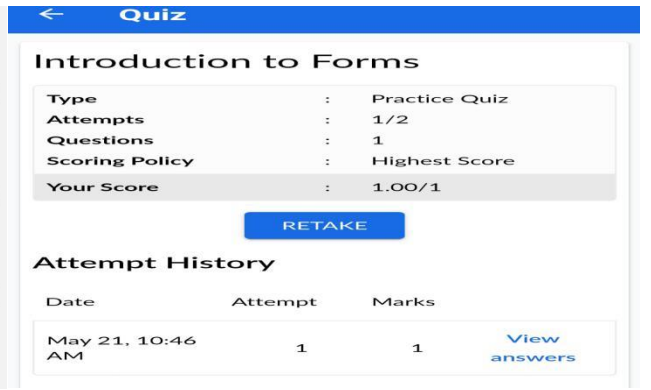 ← Quiz
Introduction to Forms
Type : Practice Quiz
Attempts : 1/2
Questions : 1
Scoring Policy : Highest Score
Your Score : 1.00/1
RETAKE
Attempt History
Date Attempt Marks
May 21, 10:46 AM 1 1 View answers